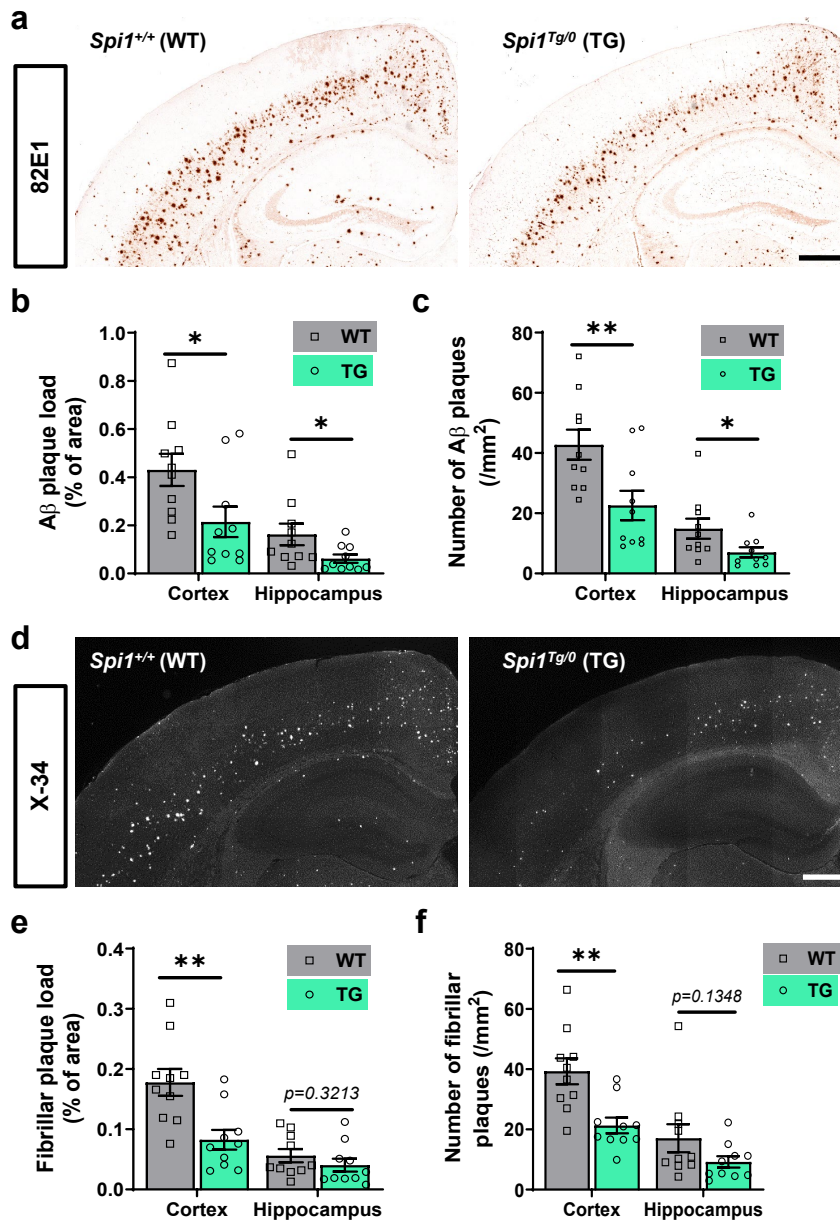 a
Spi1+/+ (WT)
Spi1Tg/0 (TG)
82E1
b
Aβ plaque load
(% of area)
1.0
0.8
0.6
0.4
0.2
0.0
*
*
WT
TG
Cortex
Hippocampus
c
Number of Aβ plaques
(/mm2)
80
60
40
20
0
**
*
WT
TG
Cortex
Hippocampus
d
Spi1+/+ (WT)
Spi1Tg/0 (TG)
X-34
e
Fibrillar plaque load
(% of area)
0.4
0.3
0.2
0.1
0.0
**
p=0.3213
WT
TG
Cortex
Hippocampus
f
Number of fibrillar
plaques (/mm2)
80
60
40
20
0
**
p=0.1348
WT
TG
Cortex
Hippocampus